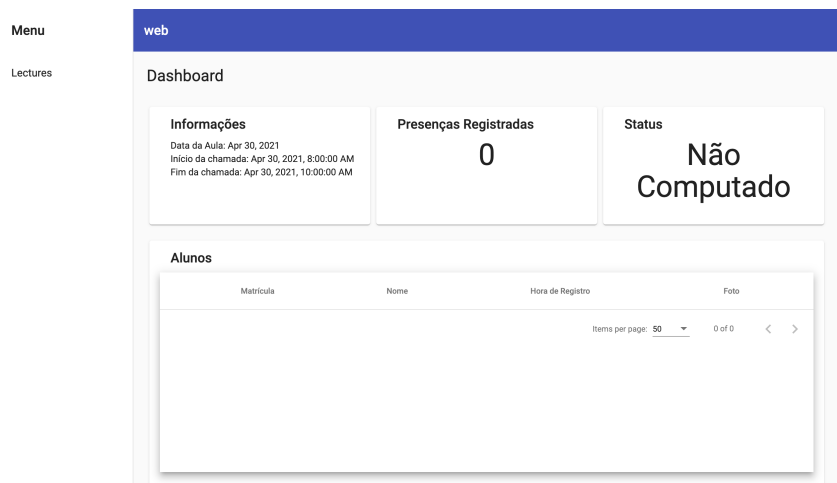 Menu
web
Lectures
Dashboard
Informações
Data da Aula: Apr 30, 2021
Início da chamada: Apr 30, 2021, 8:00:00 AM
Fim da chamada: Apr 30, 2021, 10:00:00 AM
Presenças Registradas
0
Status
Não
Computado
Alunos
Matrícula Nome Hora de Registro Foto
Items per page: 50 0 of 0